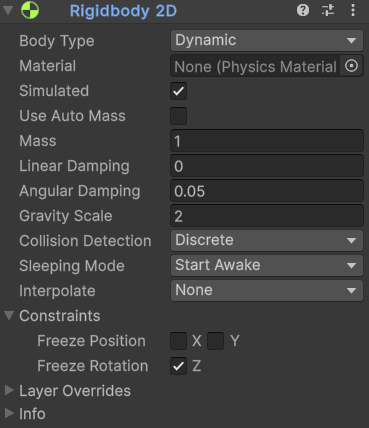 Rigidbody 2D
Body Type Dynamic
Material None (Physics Material
Simulated
Use Auto Mass
Mass 1
Linear Damping 0
Angular Damping 0.05
Gravity Scale 2
Collision Detection Discrete
Sleeping Mode Start Awake
Interpolate None
Constraints
Freeze Position X Y
Freeze Rotation Z
Layer Overrides
Info